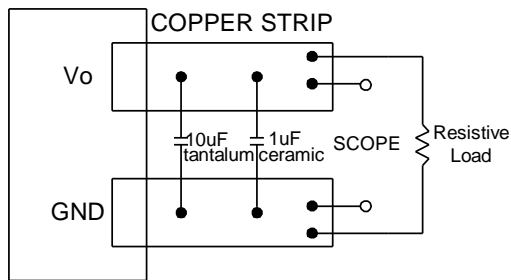 COPPER STRIP
Vo
10uF
tantalum
1uF
ceramic
SCOPE
Resistive
Load
GND